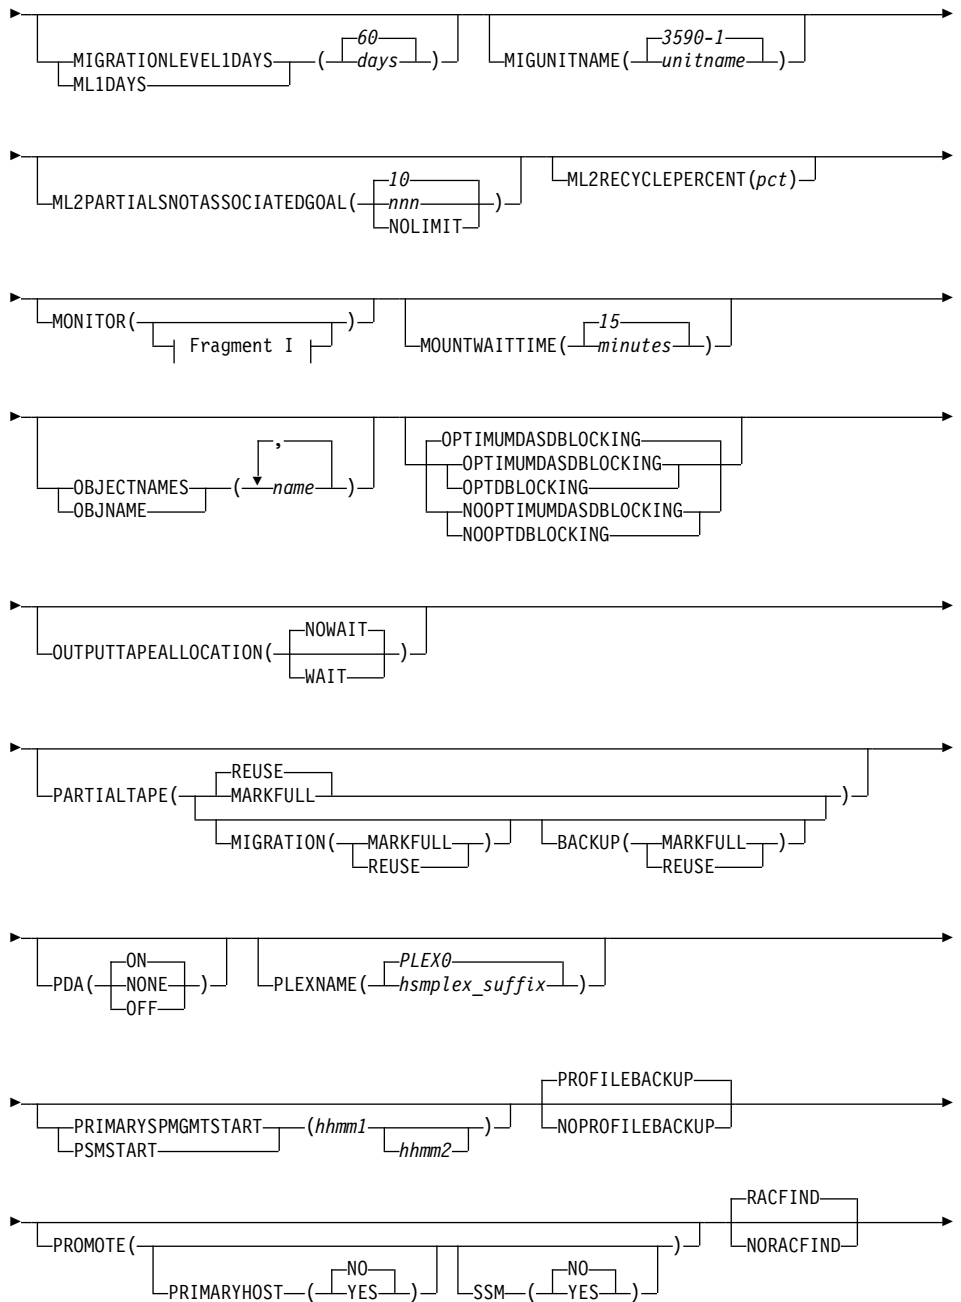 60 3590-1
MIGRATIONLEVEL1DAYS ( days ) MIGUNITNAME( unitname )
ML1DAYS
10 ML2RECYCLEPERCENT(pct)
ML2PARTIALSNOTASSOCIATEDGOAL( nnn )
NOLIMIT
MONITOR( ) 15
Fragment I MOUNTWAITTIME( minutes )
, OPTIMUMDASDBLOCKING
OBJECTNAMES ( name ) OPTIMUMDASDBLOCKING
OBJNAME OPTDBLOCKING
NOOPTIMUMDASDBLOCKING
NOOPTDBLOCKING
NOWAIT
OUTPUTTAPEALLOCATION( )
WAIT
REUSE
PARTIALTAPE( MARKFULL )
MIGRATION( MARKFULL ) BACKUP( MARKFULL )
REUSE REUSE
ON PLEX0
PDA( NONE ) PLEXNAME( hsmplex_suffix )
OFF
PROFILEBACKUP
PRIMARYSPMGMTSTART (hhmm1 ) NOPROFILEBACKUP
PSMSTART hhmm2
RACFIND
PROMOTE( ) NORACFIND
NO NO
PRIMARYHOST ( YES ) SSM ( YES )